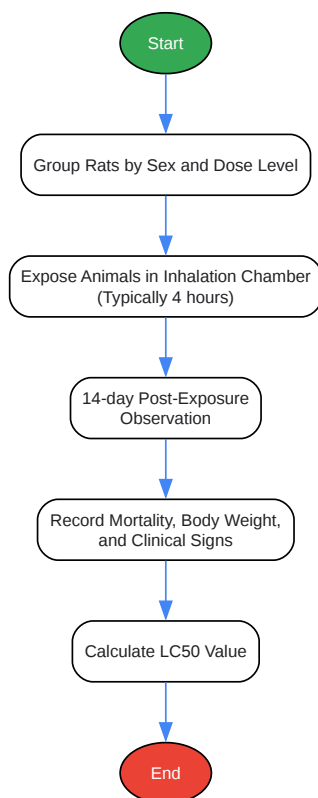 Start
Group Rats by Sex and Dose Level
Expose Animals in Inhalation Chamber
(Typically 4 hours)
14-day Post-Exposure
Observation
Record Mortality, Body Weight,
and Clinical Signs
Calculate LC50 Value
End